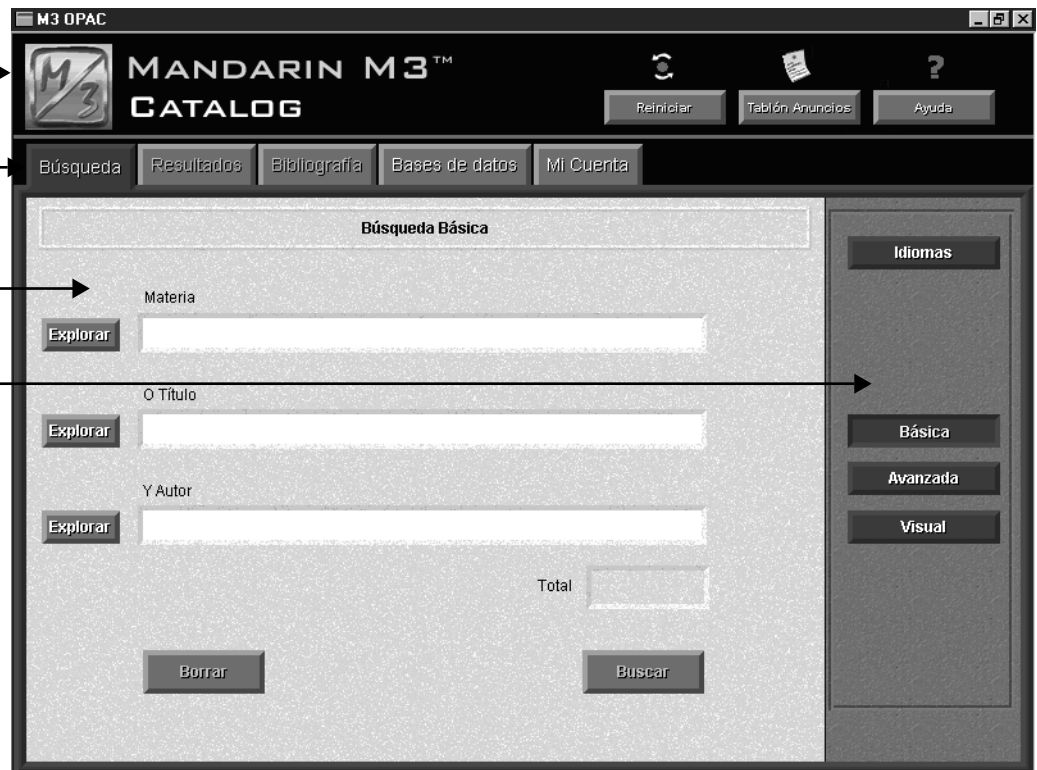 M3 OPAC
M/3
MANDARIN M3™
CATALOG
Reiniciar Tablón Anuncios Ayuda
Búsqueda Resultados Bibliografía Bases de datos Mi Cuenta
Búsqueda Básica
Idiomas
Materia
Explorar
O Título
Explorar
Básica
Avanzada
Y Autor
Explorar
Visual
Total
Borrar Buscar